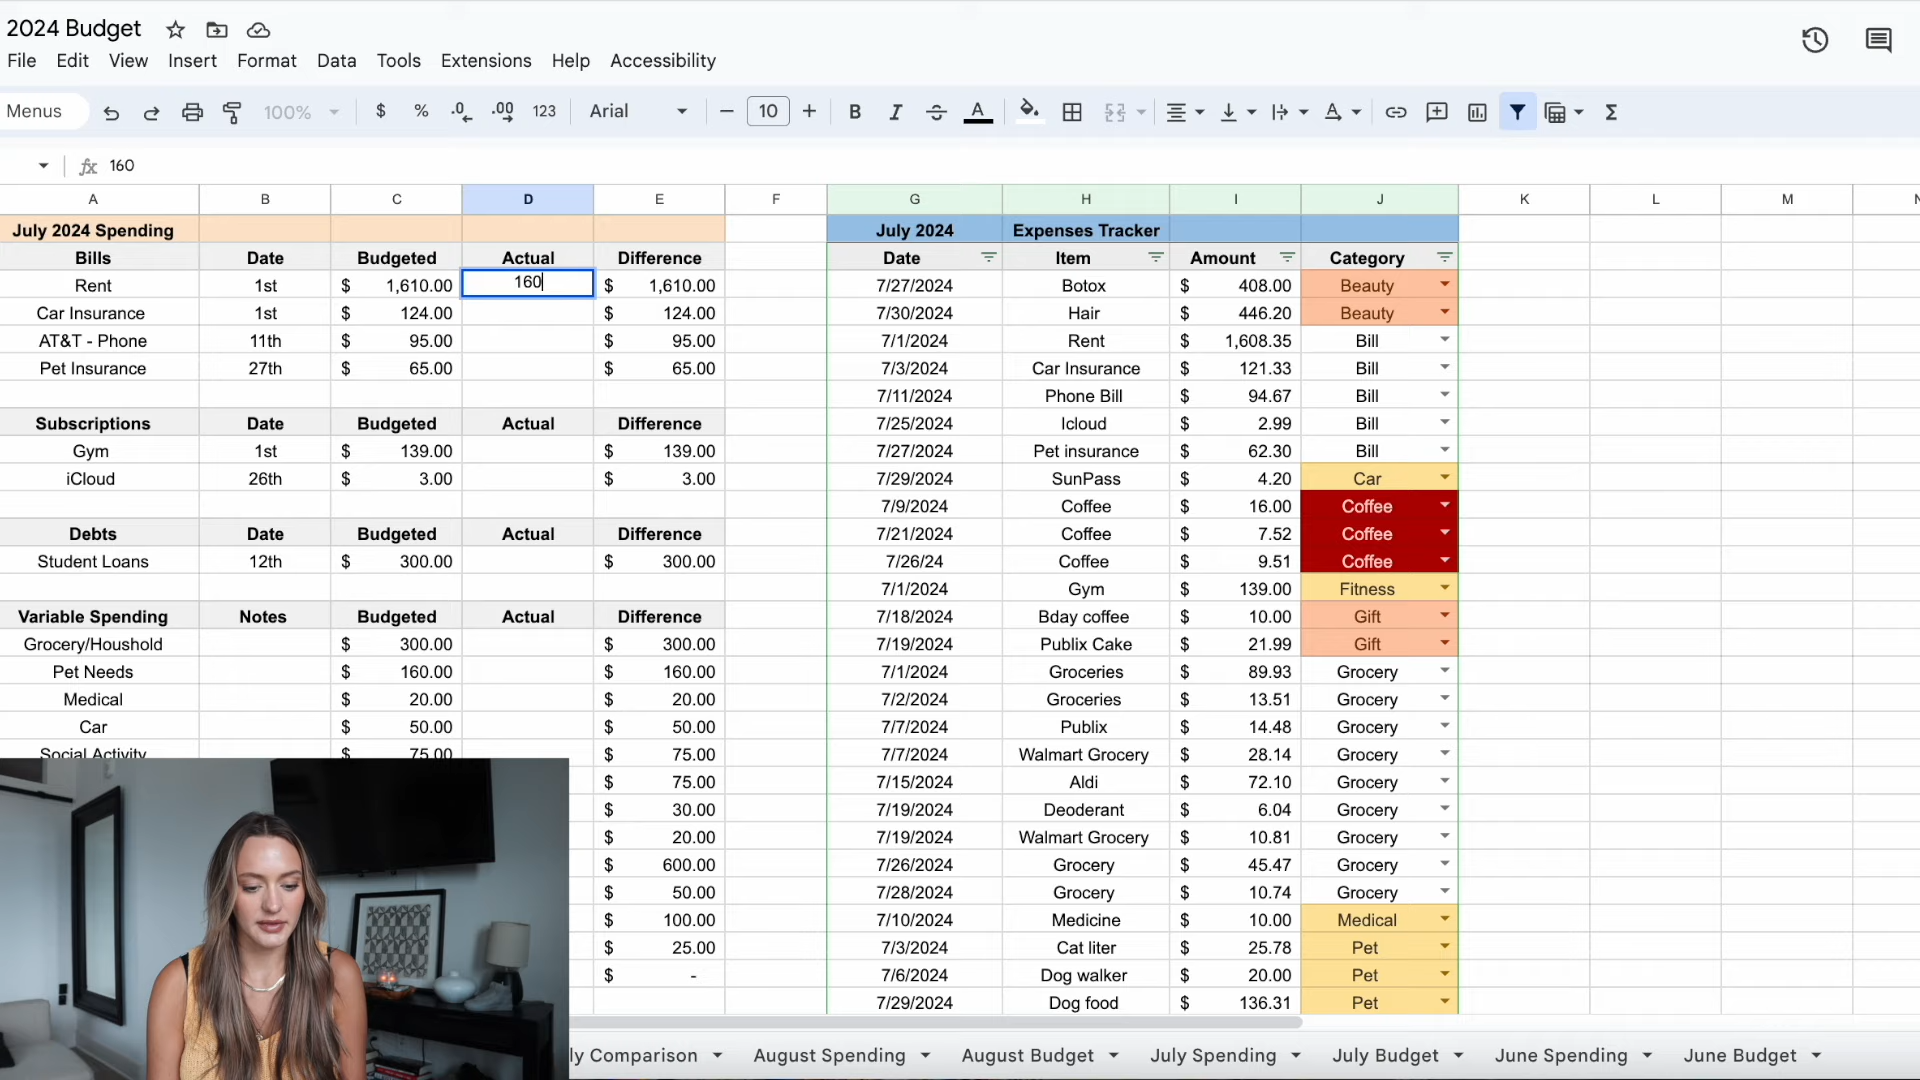 2024 Budget
File Edit View Insert Format Data Tools Extensions Help Accessibility
Menus 100% $ % .0 .00 123 Arial 10 B I A Σ
fx 160
A B C D E F G H I J K L M N
July 2024 Spending July 2024 Expenses Tracker
Bills Date Budgeted Actual Difference Date Item Amount Category
Rent 1st $ 1,610.00 160 $ 1,610.00 7/27/2024 Botox $ 408.00 Beauty
Car Insurance 1st $ 124.00 $ 124.00 7/30/2024 Hair $ 446.20 Beauty
AT&T - Phone 11th $ 95.00 $ 95.00 7/1/2024 Rent $ 1,608.35 Bill
Pet Insurance 27th $ 65.00 $ 65.00 7/3/2024 Car Insurance $ 121.33 Bill
7/11/2024 Phone Bill $ 94.67 Bill
Subscriptions Date Budgeted Actual Difference 7/25/2024 Icloud $ 2.99 Bill
Gym 1st $ 139.00 $ 139.00 7/27/2024 Pet insurance $ 62.30 Bill
iCloud 26th $ 3.00 $ 3.00 7/29/2024 SunPass $ 4.20 Car
7/9/2024 Coffee $ 16.00 Coffee
Debts Date Budgeted Actual Difference 7/21/2024 Coffee $ 7.52 Coffee
Student Loans 12th $ 300.00 $ 300.00 7/26/24 Coffee $ 9.51 Coffee
7/1/2024 Gym $ 139.00 Fitness
Variable Spending Notes Budgeted Actual Difference 7/18/2024 Bday coffee $ 10.00 Gift
Grocery/Houshold $ 300.00 $ 300.00 7/19/2024 Publix Cake $ 21.99 Gift
Pet Needs $ 160.00 $ 160.00 7/1/2024 Groceries $ 89.93 Grocery
Medical $ 20.00 $ 20.00 7/2/2024 Groceries $ 13.51 Grocery
Car $ 50.00 $ 50.00 7/7/2024 Publix $ 14.48 Grocery
Social Activity $ 75.00 $ 75.00 7/7/2024 Walmart Grocery $ 28.14 Grocery
$ 75.00 7/15/2024 Aldi $ 72.10 Grocery
$ 30.00 7/19/2024 Deoderant $ 6.04 Grocery
$ 20.00 7/19/2024 Walmart Grocery $ 10.81 Grocery
$ 600.00 7/26/2024 Grocery $ 45.47 Grocery
$ 50.00 7/28/2024 Grocery $ 10.74 Grocery
$ 100.00 7/10/2024 Medicine $ 10.00 Medical
$ 25.00 7/3/2024 Cat liter $ 25.78 Pet
$ - 7/6/2024 Dog walker $ 20.00 Pet
7/29/2024 Dog food $ 136.31 Pet
ly Comparison August Spending August Budget July Spending July Budget June Spending June Budget